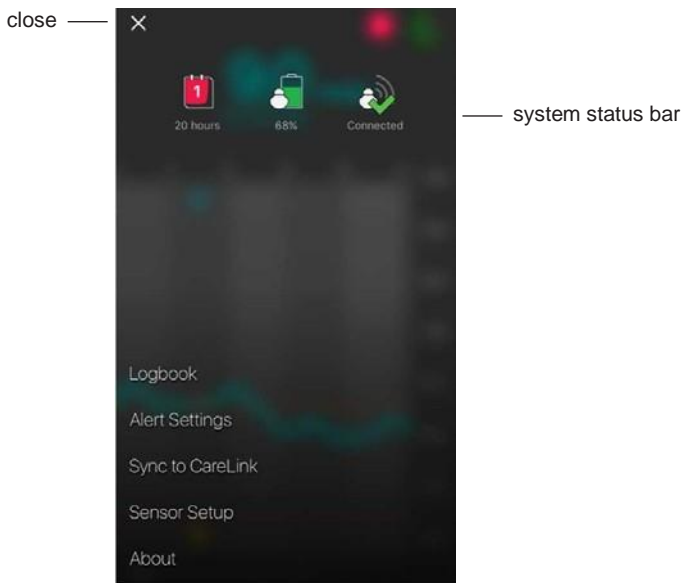 close
1
20 hours
68%
Connected
system status bar
Logbook
Alert Settings
Sync to CareLink
Sensor Setup
About